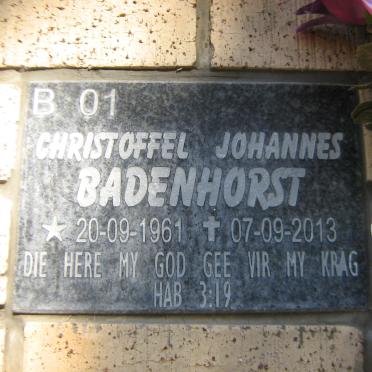 B 01
CHRISTOFFEL JOHANNES
BADENHORST
★ 20-09-1961 ✝ 07-09-2013
DIE HERE MY GOD GEE VIR MY KRAG
HAB 3:19